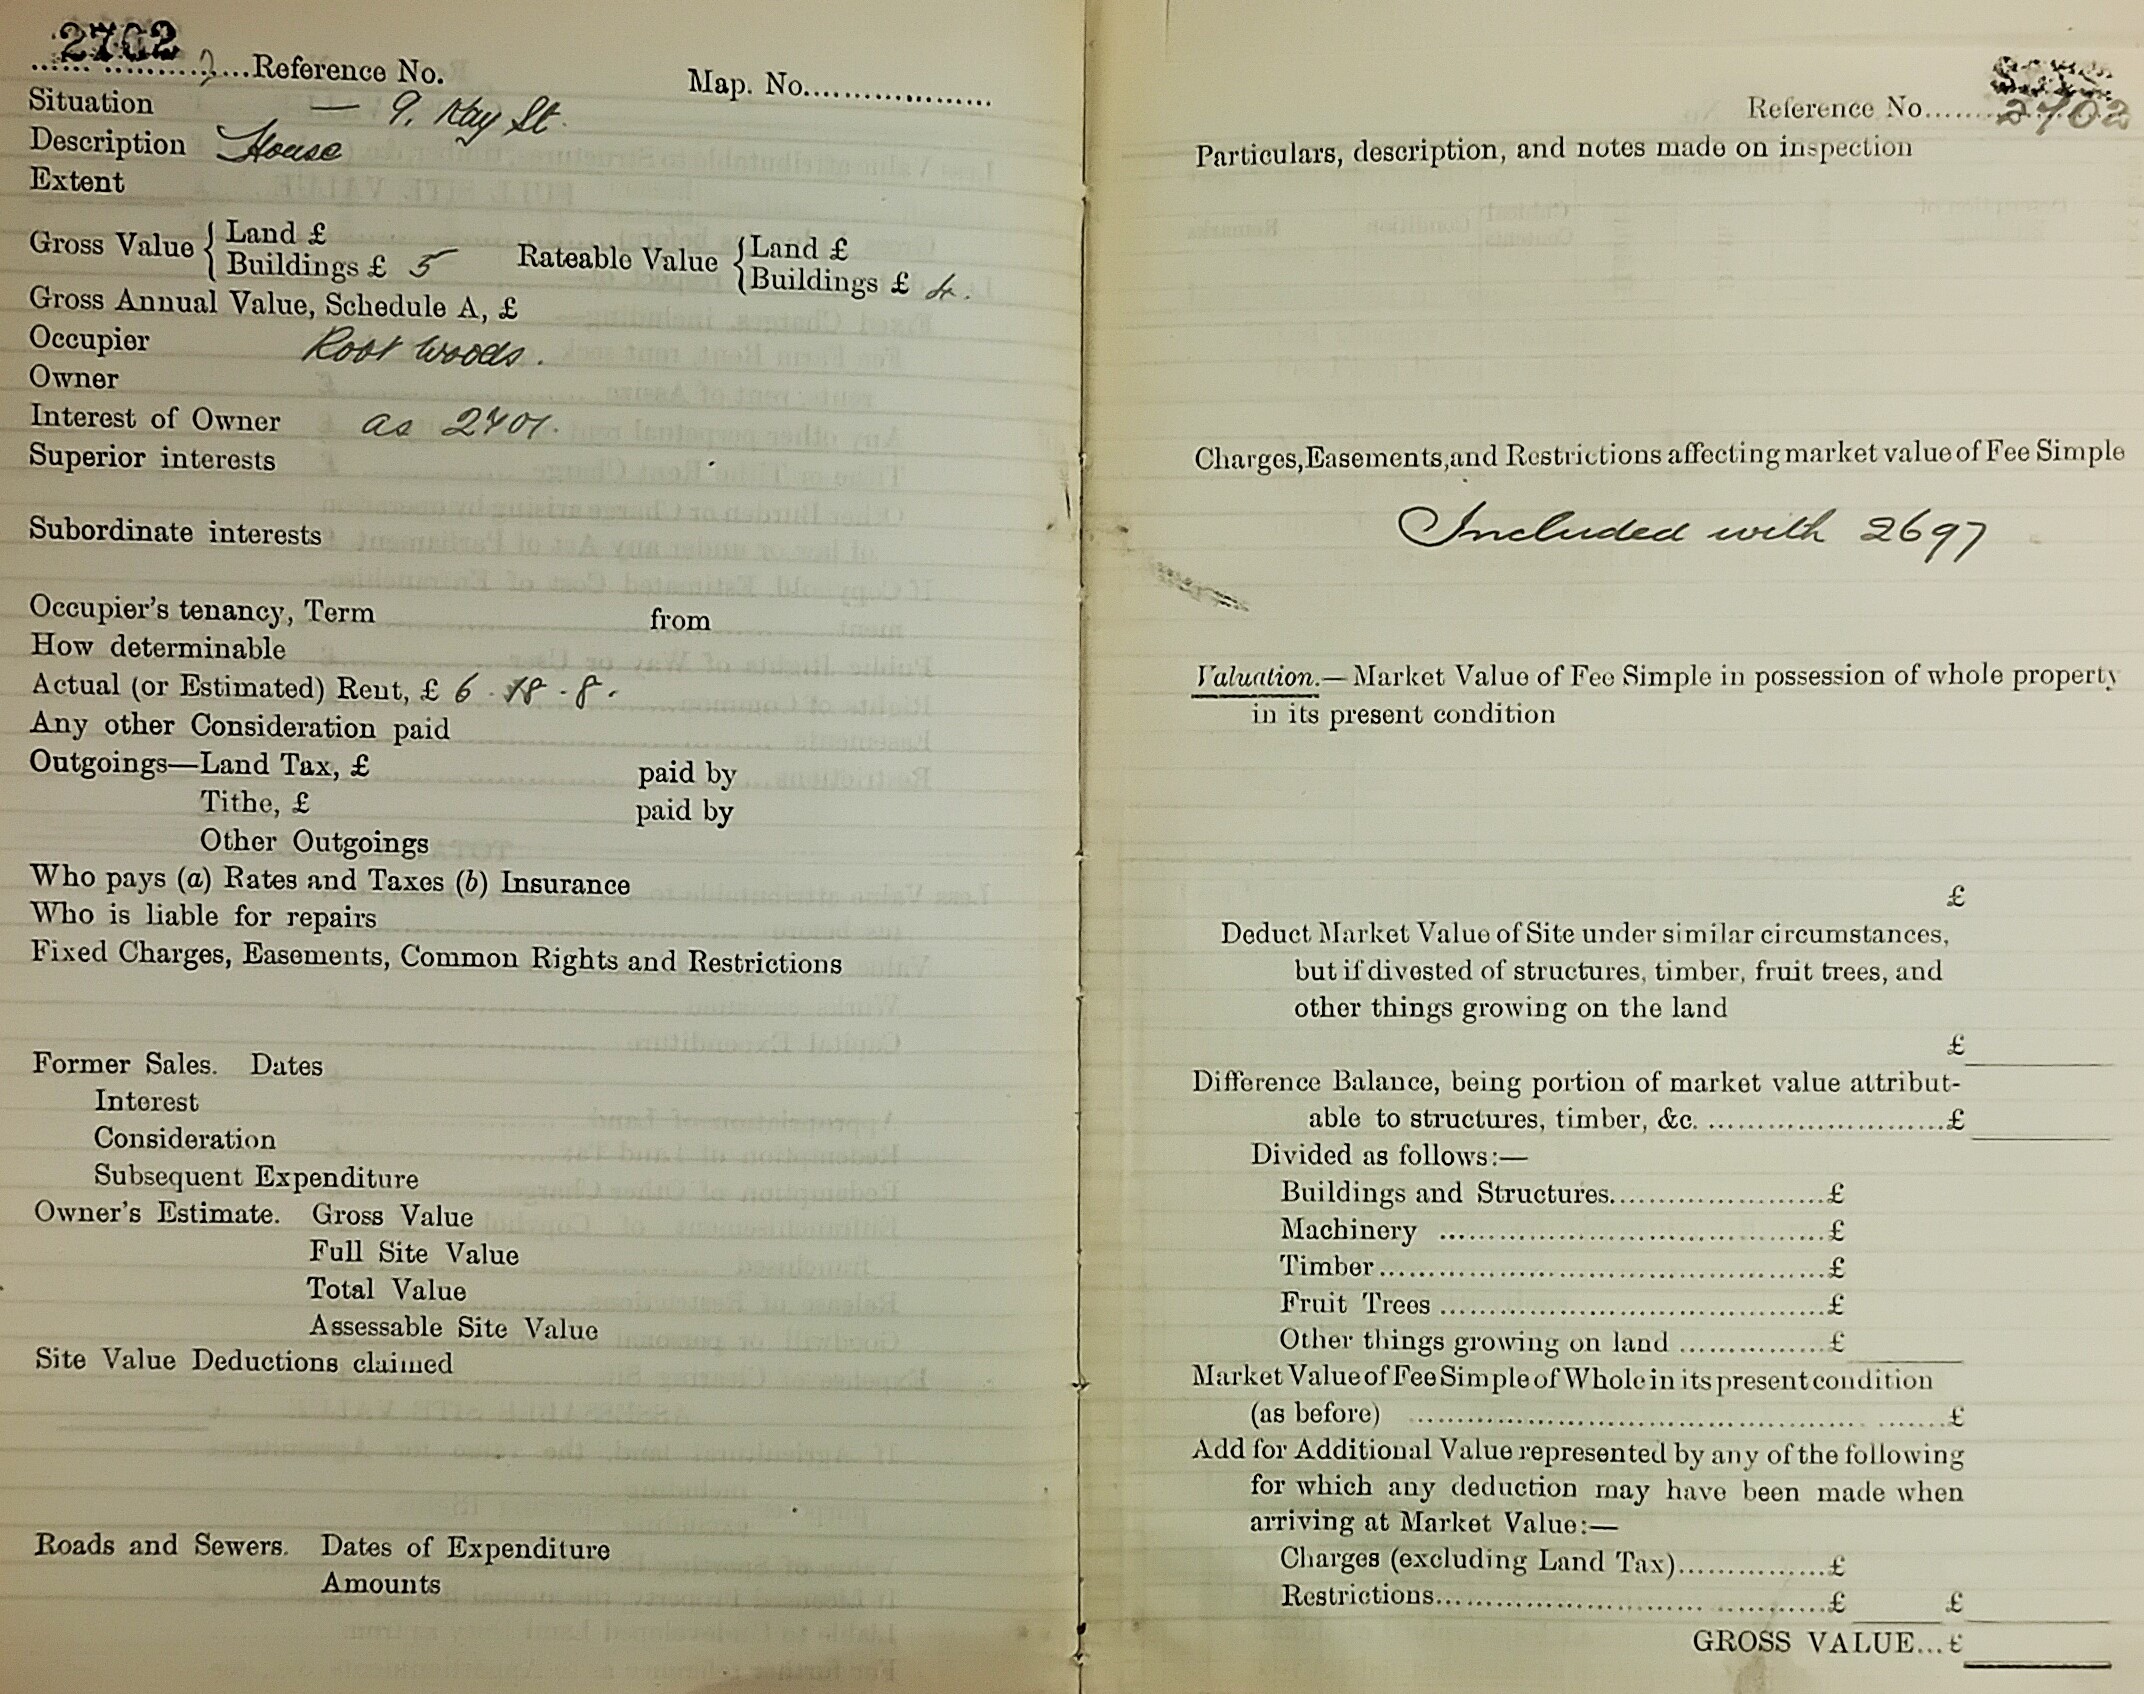 2702
Reference No.
Map. No.
Situation — 9, Kay St.
Description House
Extent
Gross Value { Land £
Buildings £ 5
Rateable Value { Land £
Buildings £ 4.
Gross Annual Value, Schedule A, £
Occupier Robt Woods.
Owner
Interest of Owner as 2701.
Superior interests
Subordinate interests
Occupier's tenancy, Term from
How determinable
Actual (or Estimated) Rent, £ 6 . 18 . 8.
Any other Consideration paid
Outgoings—Land Tax, £ paid by
Tithe, £ paid by
Other Outgoings
Who pays (a) Rates and Taxes (b) Insurance
Who is liable for repairs
Fixed Charges, Easements, Common Rights and Restrictions
Former Sales. Dates
Interest
Consideration
Subsequent Expenditure
Owner's Estimate. Gross Value
Full Site Value
Total Value
Assessable Site Value
Site Value Deductions claimed
Roads and Sewers. Dates of Expenditure
Amounts
Reference No. 2702
Particulars, description, and notes made on inspection
Charges, Easements, and Restrictions affecting market value of Fee Simple
Included with 2697
Valuation.—Market Value of Fee Simple in possession of whole property
in its present condition
£
Deduct Market Value of Site under similar circumstances,
but if divested of structures, timber, fruit trees, and
other things growing on the land
£
Difference Balance, being portion of market value attribut-
able to structures, timber, &c. £
Divided as follows:—
Buildings and Structures £
Machinery £
Timber £
Fruit Trees £
Other things growing on land £
Market Value of Fee Simple of Whole in its present condition
(as before) £
Add for Additional Value represented by any of the following
for which any deduction may have been made when
arriving at Market Value:—
Charges (excluding Land Tax) £
Restrictions £ £
GROSS VALUE... £